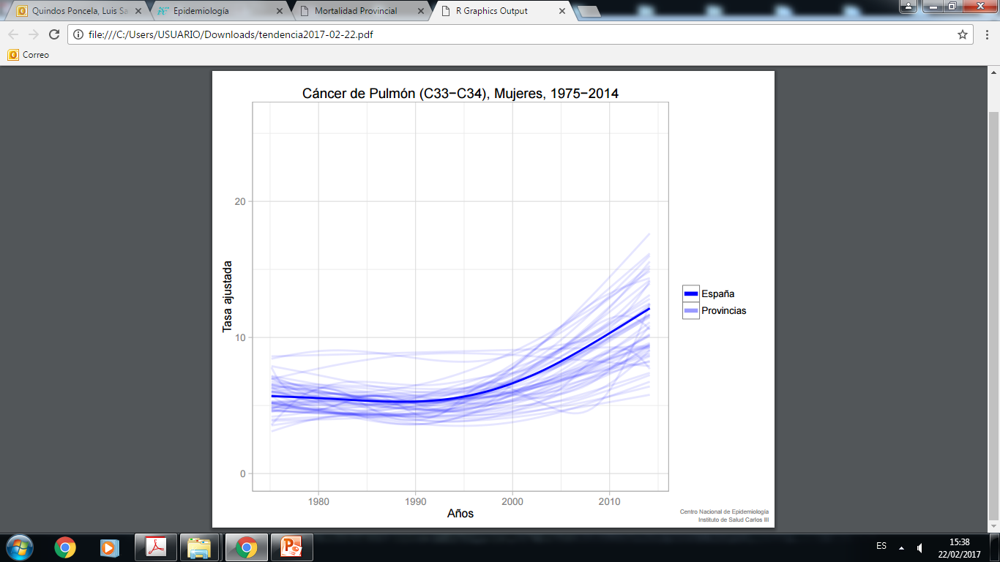 Quindos Poncela, Luis Sa
Epidemiología
Mortalidad Provincial
R Graphics Output
file:///C:/Users/USUARIO/Downloads/tendencia2017-02-22.pdf
Correo
Cáncer de Pulmón (C33−C34), Mujeres, 1975−2014
20
10
0
Tasa ajustada
1980
1990
2000
2010
Años
España
Provincias
Centro Nacional de Epidemiología
Instituto de Salud Carlos III
ES
15:38
22/02/2017